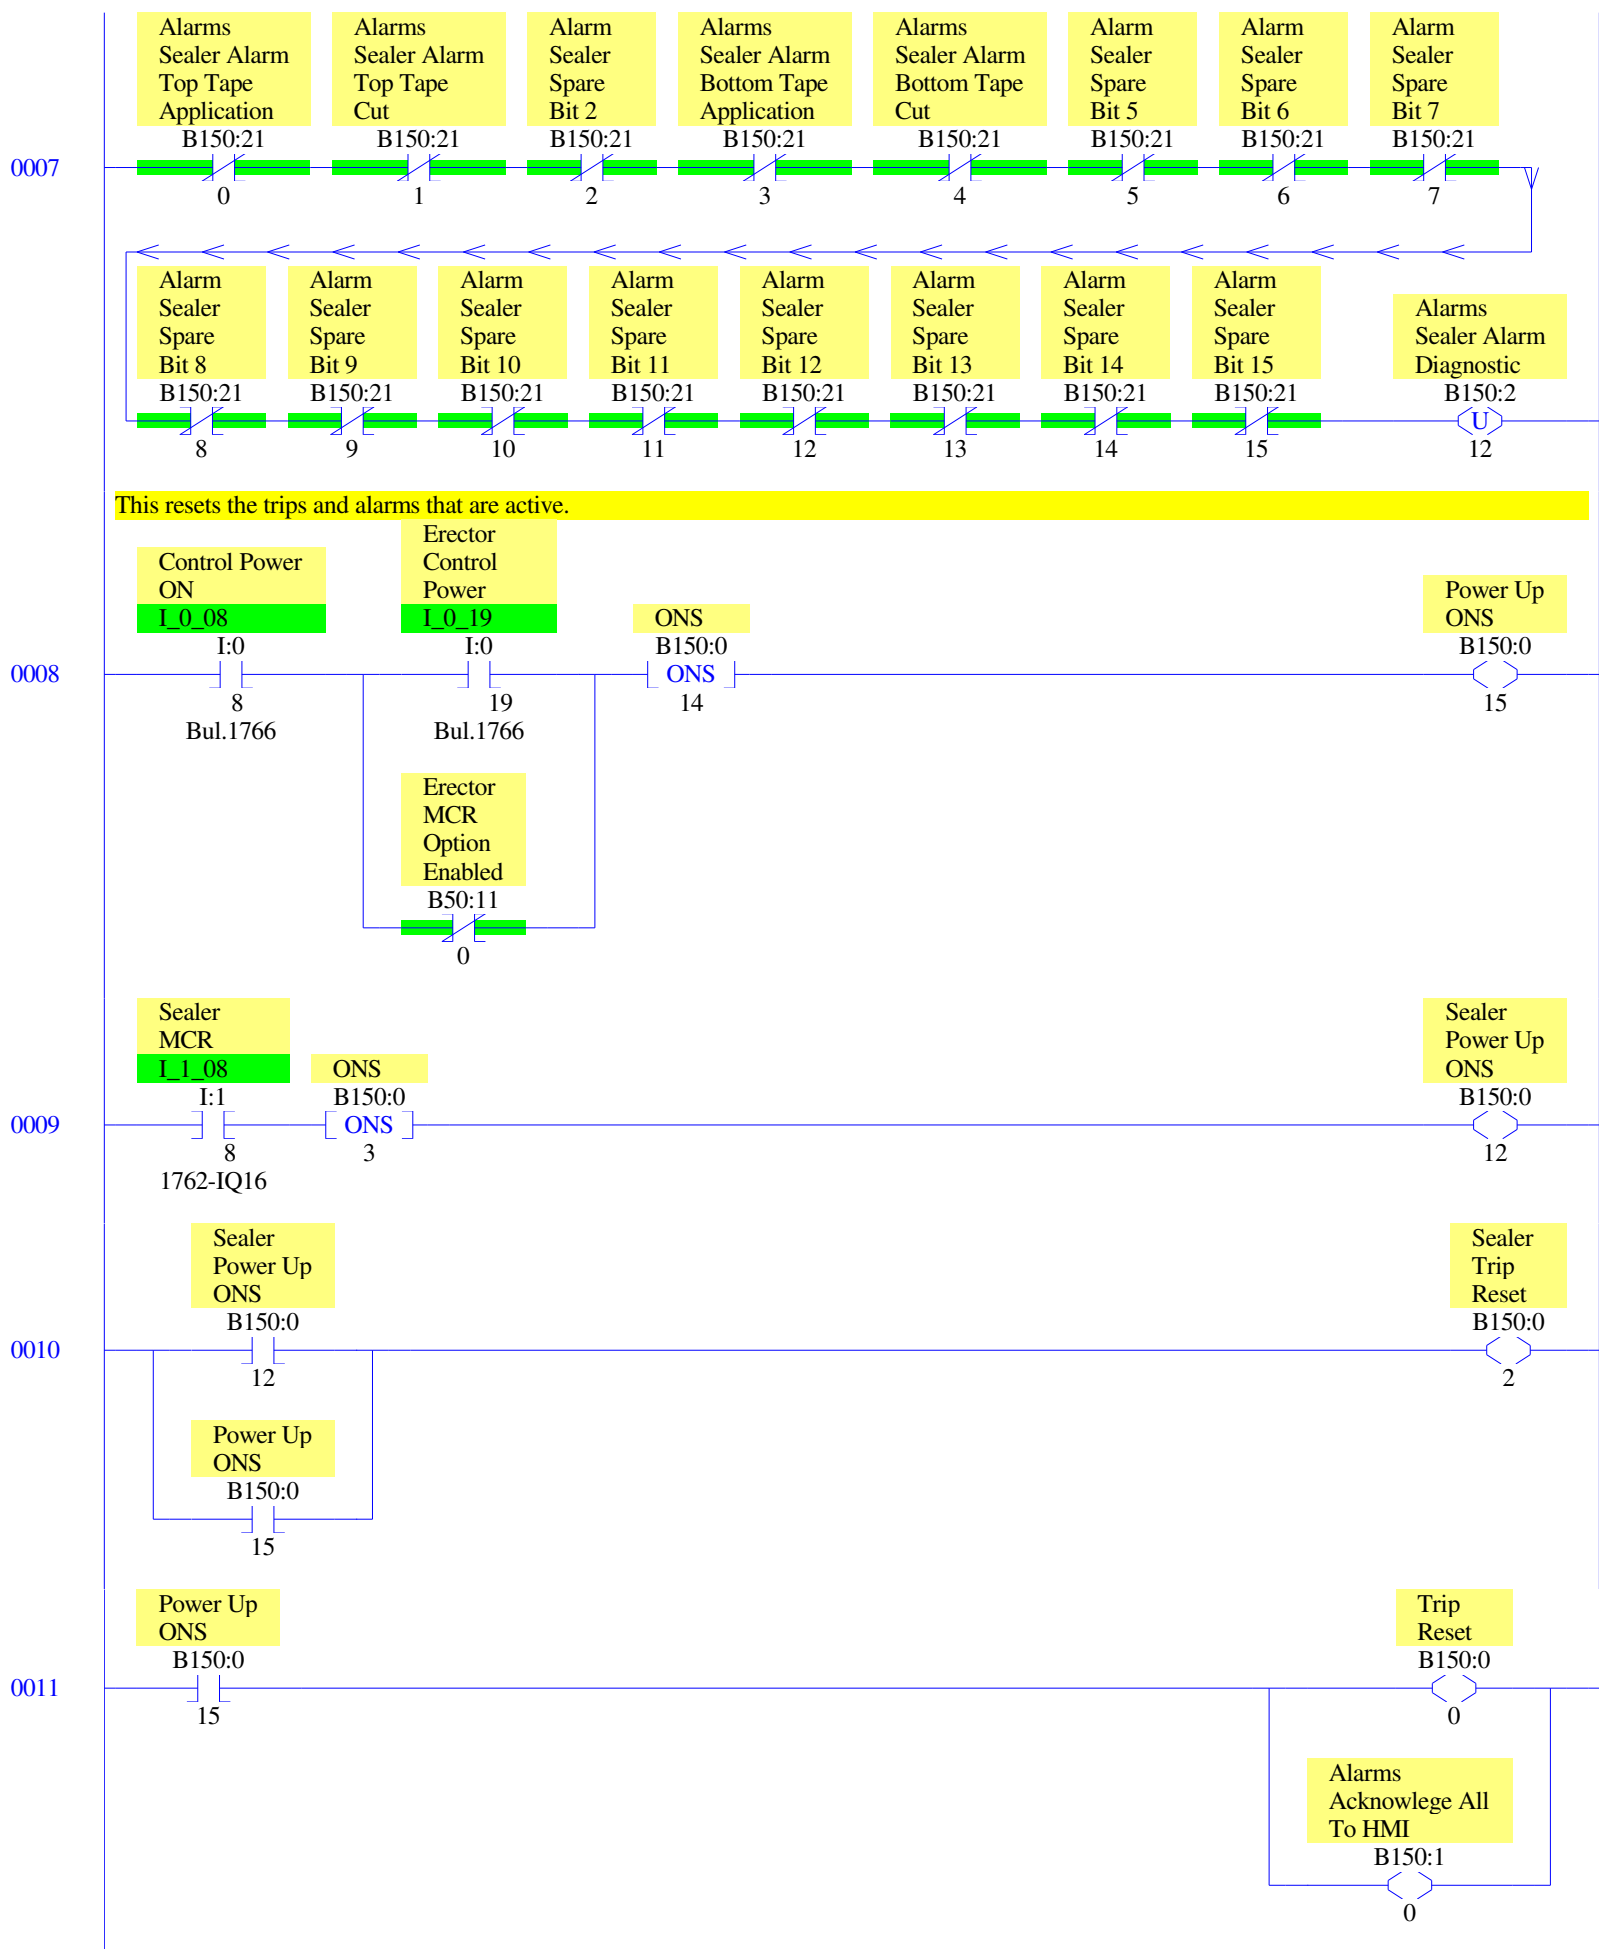 Alarms
Sealer Alarm
Top Tape
Application
B150:21
0
Alarms
Sealer Alarm
Top Tape
Cut
B150:21
1
Alarm
Sealer
Spare
Bit 2
B150:21
2
Alarms
Sealer Alarm
Bottom Tape
Application
B150:21
3
Alarms
Sealer Alarm
Bottom Tape
Cut
B150:21
4
Alarm
Sealer
Spare
Bit 5
B150:21
5
Alarm
Sealer
Spare
Bit 6
B150:21
6
Alarm
Sealer
Spare
Bit 7
B150:21
7
0007
Alarm
Sealer
Spare
Bit 8
B150:21
8
Alarm
Sealer
Spare
Bit 9
B150:21
9
Alarm
Sealer
Spare
Bit 10
B150:21
10
Alarm
Sealer
Spare
Bit 11
B150:21
11
Alarm
Sealer
Spare
Bit 12
B150:21
12
Alarm
Sealer
Spare
Bit 13
B150:21
13
Alarm
Sealer
Spare
Bit 14
B150:21
14
Alarm
Sealer
Spare
Bit 15
B150:21
15
Alarms
Sealer Alarm
Diagnostic
B150:2
U
12
This resets the trips and alarms that are active.
0008
Control Power
ON
I_0_08
I:0
8
Bul.1766
Erector
Control
Power
I_0_19
I:0
19
Bul.1766
ONS
B150:0
ONS
14
Power Up
ONS
B150:0
15
Erector
MCR
Option
Enabled
B50:11
0
0009
Sealer
MCR
I_1_08
I:1
8
1762-IQ16
ONS
B150:0
ONS
3
Sealer
Power Up
ONS
B150:0
12
0010
Sealer
Power Up
ONS
B150:0
12
Sealer
Trip
Reset
B150:0
2
Power Up
ONS
B150:0
15
0011
Power Up
ONS
B150:0
15
Trip
Reset
B150:0
0
Alarms
Acknowlege All
To HMI
B150:1
0